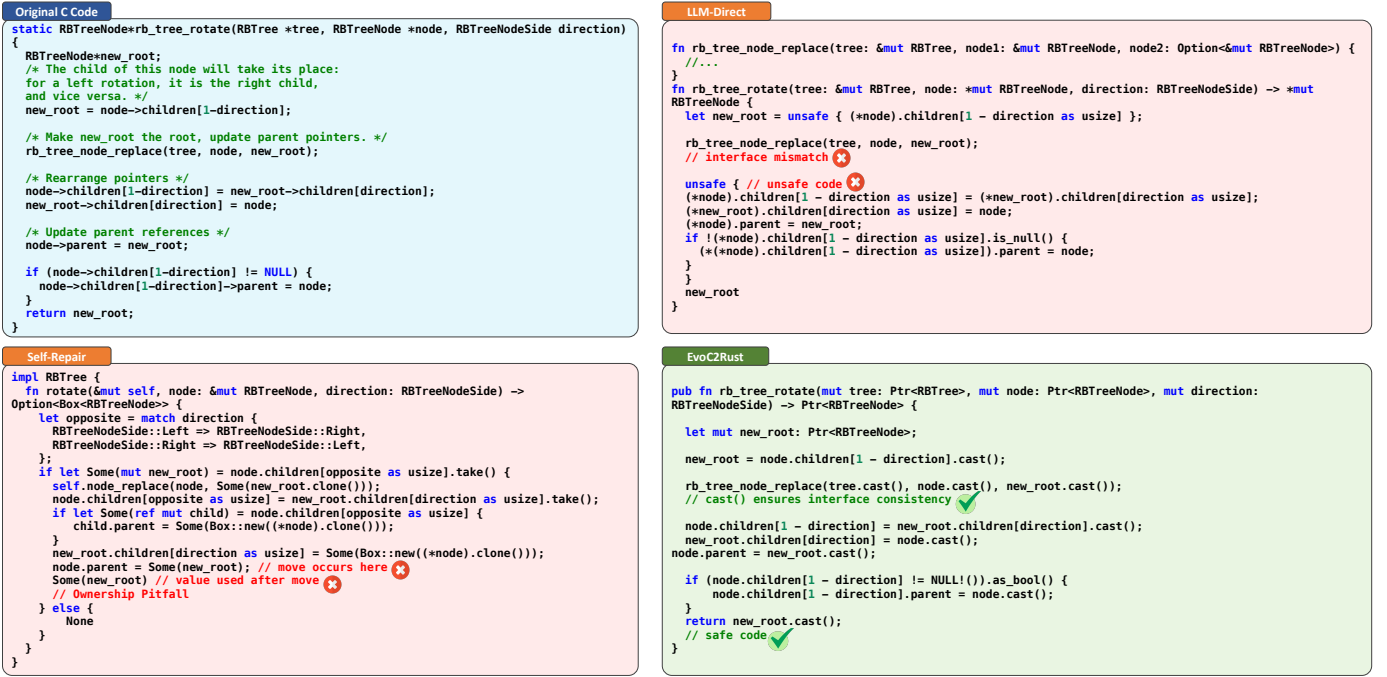 Original C Code
static RBTreeNode*rb_tree_rotate(RBTree *tree, RBTreeNode *node, RBTreeNodeSide direction)
{
  RBTreeNode*new_root;
  /* The child of this node will take its place:
  for a left rotation, it is the right child,
  and vice versa. */
  new_root = node->children[1-direction];
  /* Make new_root the root, update parent pointers. */
  rb_tree_node_replace(tree, node, new_root);
  /* Rearrange pointers */
  node->children[1-direction] = new_root->children[direction];
  new_root->children[direction] = node;
  /* Update parent references */
  node->parent = new_root;
  if (node->children[1-direction] != NULL) {
    node->children[1-direction]->parent = node;
  }
  return new_root;
}
LLM-Direct
fn rb_tree_node_replace(tree: &mut RBTree, node1: &mut RBTreeNode, node2: Option<&mut RBTreeNode>) {
  //...
}
fn rb_tree_rotate(tree: &mut RBTree, node: *mut RBTreeNode, direction: RBTreeNodeSide) -> *mut
RBTreeNode {
  let new_root = unsafe { (*node).children[1 - direction as usize] };
  rb_tree_node_replace(tree, node, new_root);
  // interface mismatch
  unsafe { // unsafe code
  (*node).children[1 - direction as usize] = (*new_root).children[direction as usize];
  (*new_root).children[direction as usize] = node;
  (*node).parent = new_root;
  if !(*node).children[1 - direction as usize].is_null() {
    (*(*node).children[1 - direction as usize]).parent = node;
  }
  }
  new_root
}
Self-Repair
impl RBTree {
  fn rotate(&mut self, node: &mut RBTreeNode, direction: RBTreeNodeSide) ->
Option<Box<RBTreeNode>> {
    let opposite = match direction {
      RBTreeNodeSide::Left => RBTreeNodeSide::Right,
      RBTreeNodeSide::Right => RBTreeNodeSide::Left,
    };
    if let Some(mut new_root) = node.children[opposite as usize].take() {
      self.node_replace(node, Some(new_root.clone()));
      node.children[opposite as usize] = new_root.children[direction as usize].take();
      if let Some(ref mut child) = node.children[opposite as usize] {
        child.parent = Some(Box::new((*node).clone()));
      }
      new_root.children[direction as usize] = Some(Box::new((*node).clone()));
      node.parent = Some(new_root); // move occurs here
      Some(new_root) // value used after move
      // Ownership Pitfall
    } else {
        None
    }
  }
}
EvoC2Rust
pub fn rb_tree_rotate(mut tree: Ptr<RBTree>, mut node: Ptr<RBTreeNode>, mut direction:
RBTreeNodeSide) -> Ptr<RBTreeNode> {
  let mut new_root: Ptr<RBTreeNode>;
  new_root = node.children[1 - direction].cast();
  rb_tree_node_replace(tree.cast(), node.cast(), new_root.cast());
  // cast() ensures interface consistency
  node.children[1 - direction] = new_root.children[direction].cast();
  new_root.children[direction] = node.cast();
node.parent = new_root.cast();
  if (node.children[1 - direction] != NULL!()).as_bool() {
      node.children[1 - direction].parent = node.cast();
  }
  return new_root.cast();
  // safe code
}